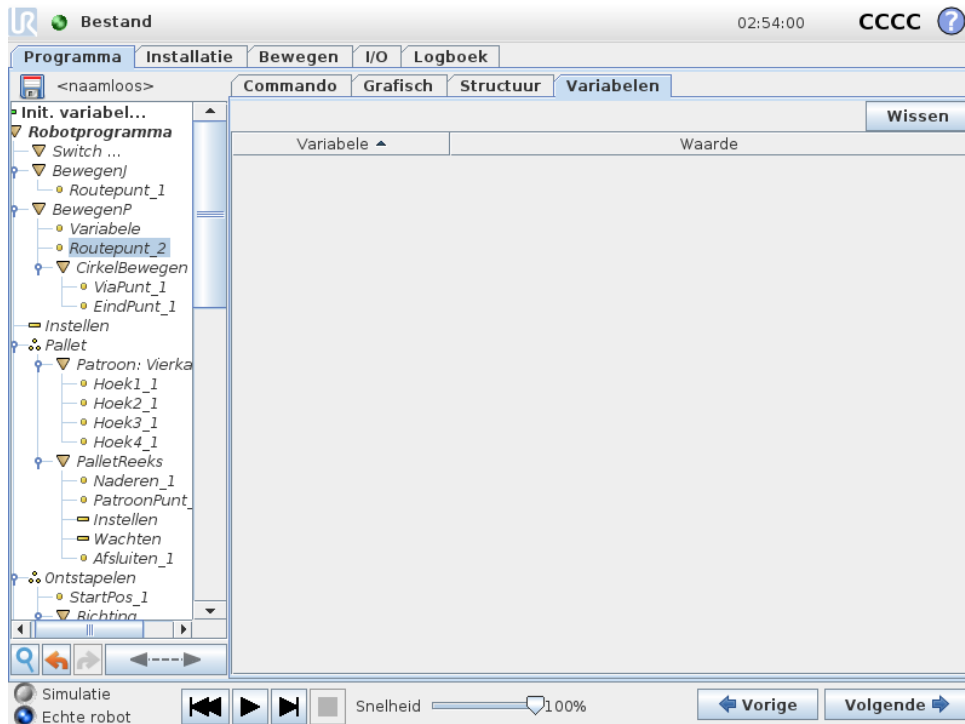 UR Bestand 02:54:00 CCCC ?
Programma Installatie Bewegen I/O Logboek
<naamloos> Commando Grafisch Structuur Variabelen
Wissen
Variabele Waarde
Init. variabel...
Robotprogramma
Switch ...
BewegenJ
Routepunt_1
BewegenP
Variabele
Routepunt_2
CirkelBewegen
ViaPunt_1
EindPunt_1
Instellen
Pallet
Patroon: Vierka
Hoek1_1
Hoek2_1
Hoek3_1
Hoek4_1
PalletReeks
Naderen_1
PatroonPunt_
Instellen
Wachten
Afsluiten_1
Ontstapelen
StartPos_1
Richting
Simulatie
Echte robot
Snelheid 100% Vorige Volgende